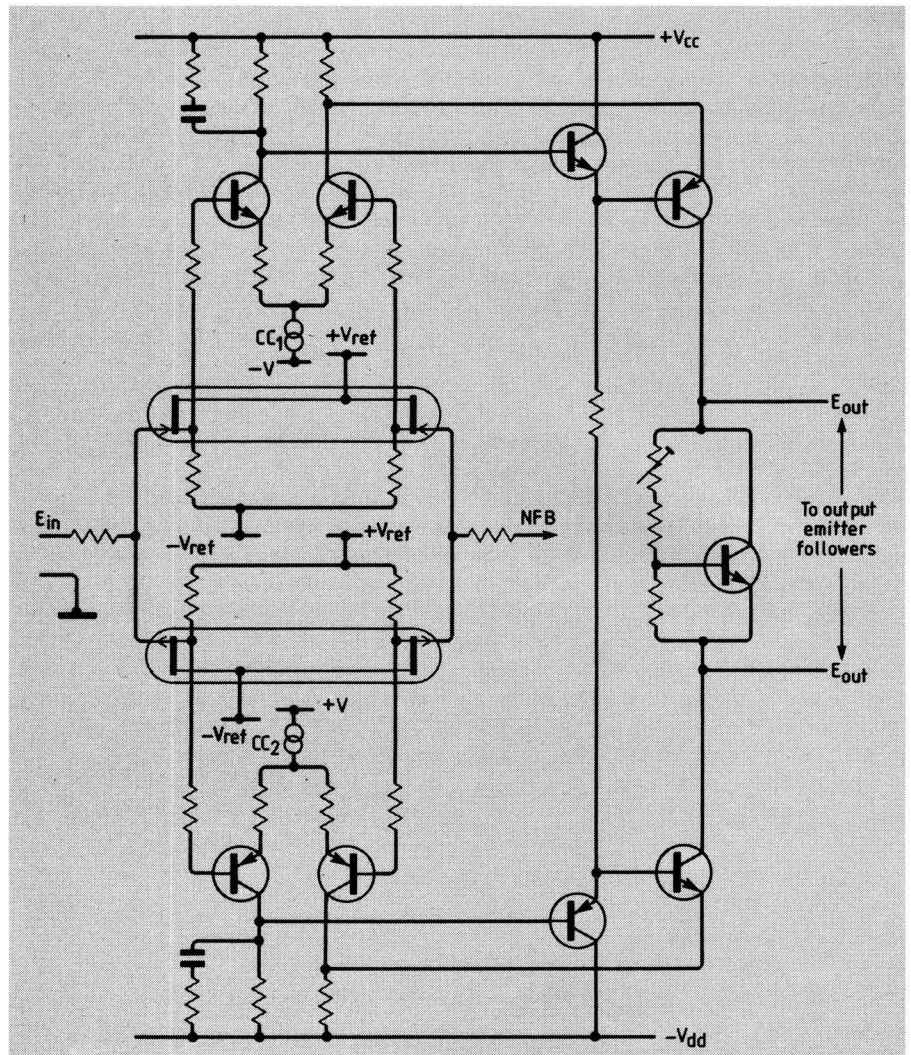 +Vcc
CC1
+Vref
-V
Eout
Ein
-Vref
+Vref
NFB
To output
emitter
followers
Eout
+V
-Vref
CC2
-Vdd